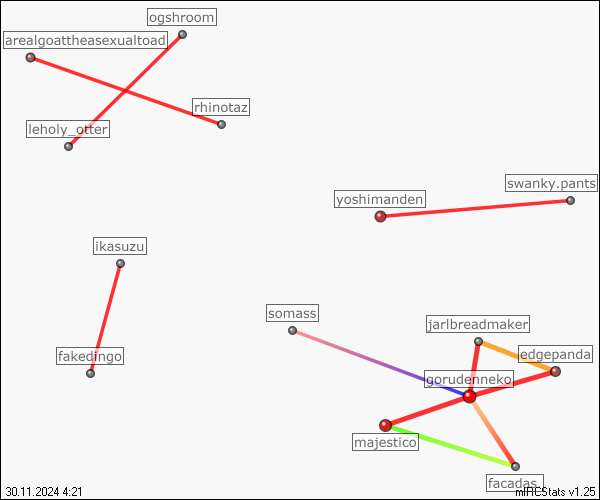 ogshroom
arealgoattheasexualtoad
rhinotaz
leholy_otter
swanky.pants
yoshimanden
ikasuzu
somass
jarlbreadmaker
fakedingo
edgepanda
gorudenneko
majestico
facadas_
30.11.2024 4:21
mIRCStats v1.25